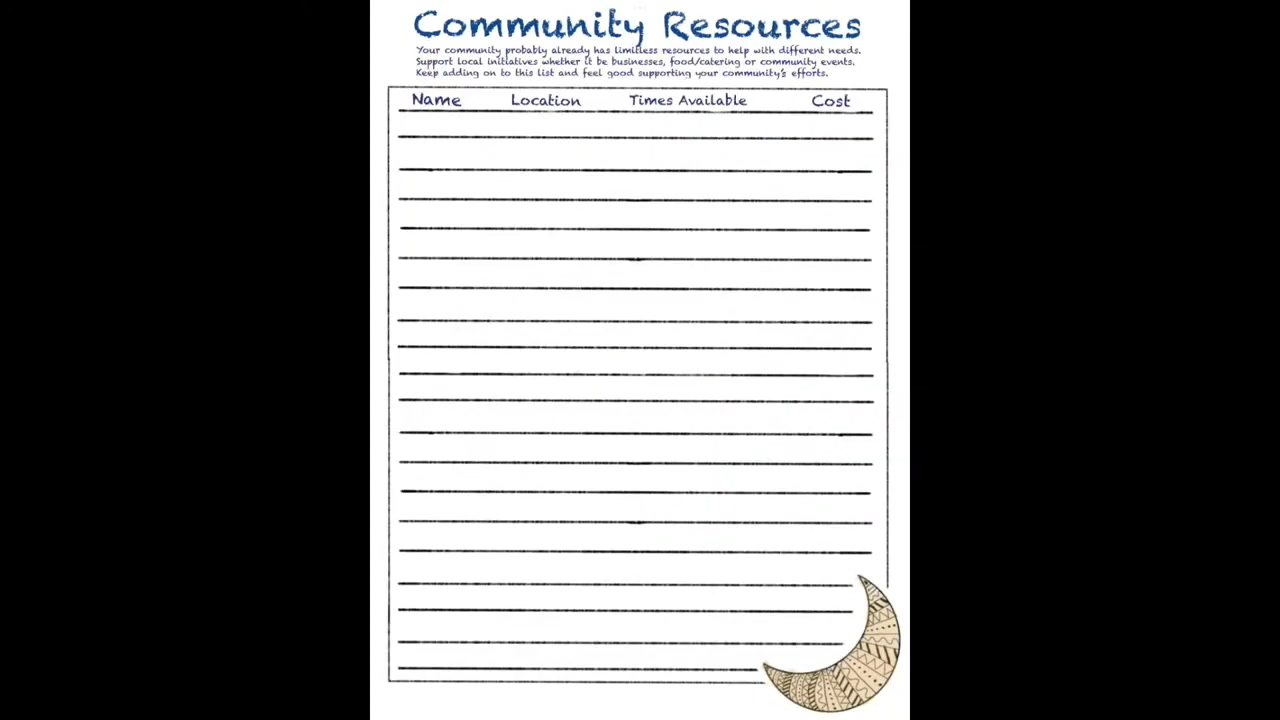 Community Resources
Your community probably already has limitless resources to help with different needs.
Support local initiatives whether it be businesses, food/catering or community events.
Keep adding on to this list and feel good supporting your community's efforts.
Name Location Times Available Cost